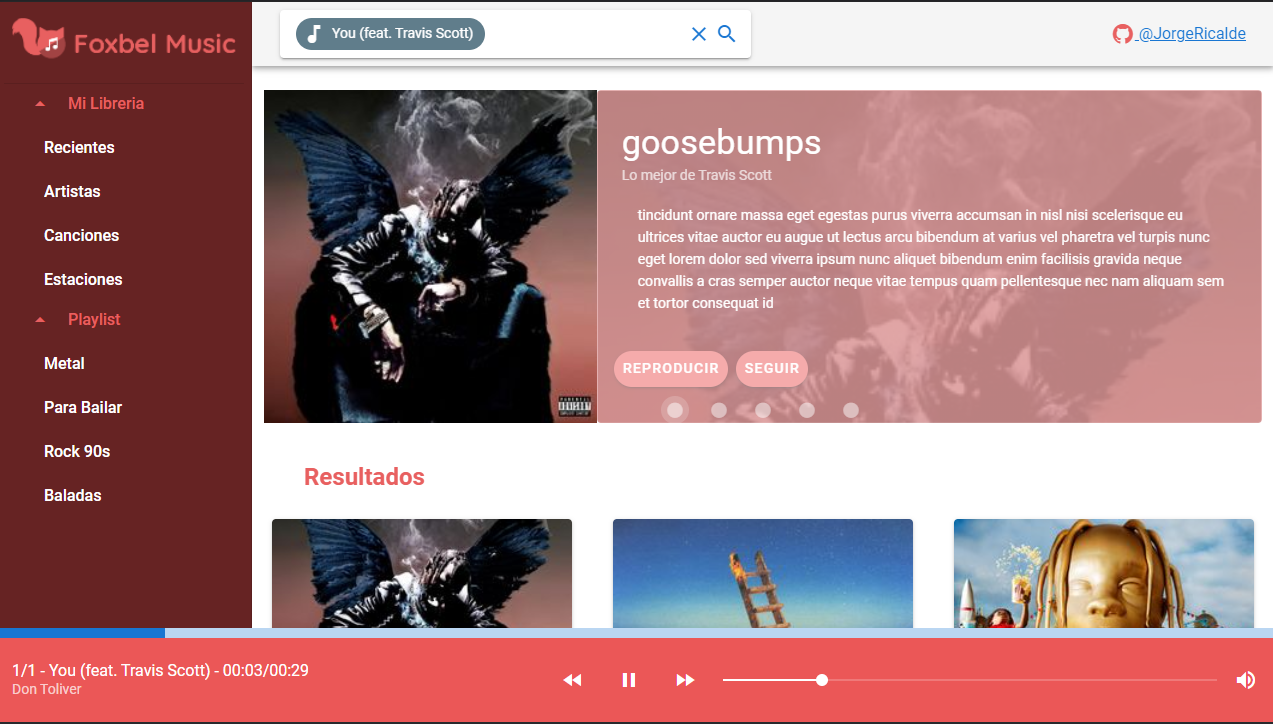 Foxbel Music
You (feat. Travis Scott)
@JorgeRicalde
Mi Libreria
Recientes
Artistas
Canciones
Estaciones
Playlist
Metal
Para Bailar
Rock 90s
Baladas
goosebumps
Lo mejor de Travis Scott
tincidunt ornare massa eget egestas purus viverra accumsan in nisl nisi scelerisque eu
ultrices vitae auctor eu augue ut lectus arcu bibendum at varius vel pharetra vel turpis nunc
eget lorem dolor sed viverra ipsum nunc aliquet bibendum enim facilisis gravida neque
convallis a cras semper auctor neque vitae tempus quam pellentesque nec nam aliquam sem
et tortor consequat id
REPRODUCIR
SEGUIR
Resultados
1/1 - You (feat. Travis Scott) - 00:03/00:29
Don Toliver